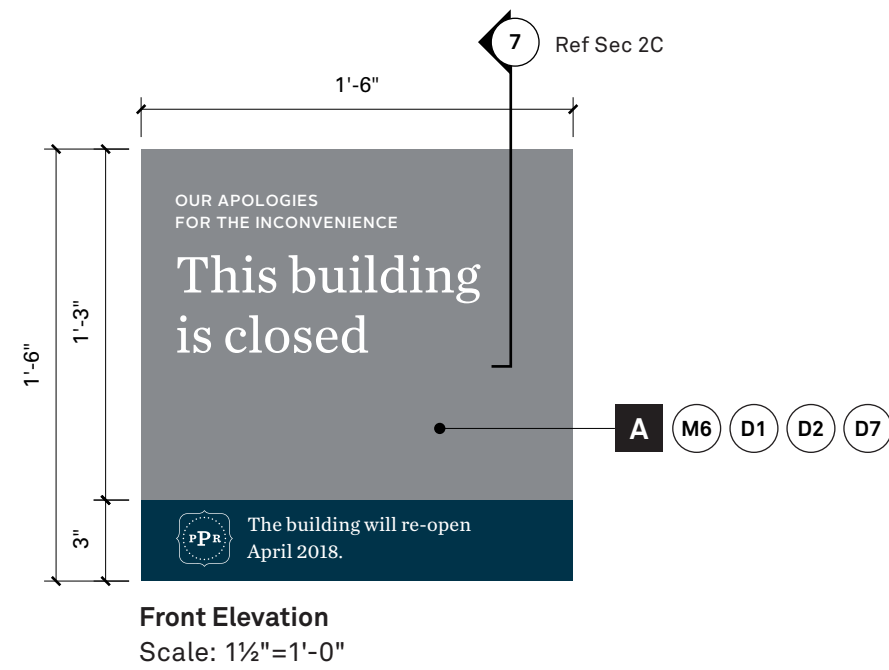 7 Ref Sec 2C
1'-6"
OUR APOLOGIES
FOR THE INCONVENIENCE
This building
is closed
1'-3"
1'-6"
A M6 D1 D2 D7
3"
PPR
The building will re-open
April 2018.
Front Elevation
Scale: 1½"=1'-0"